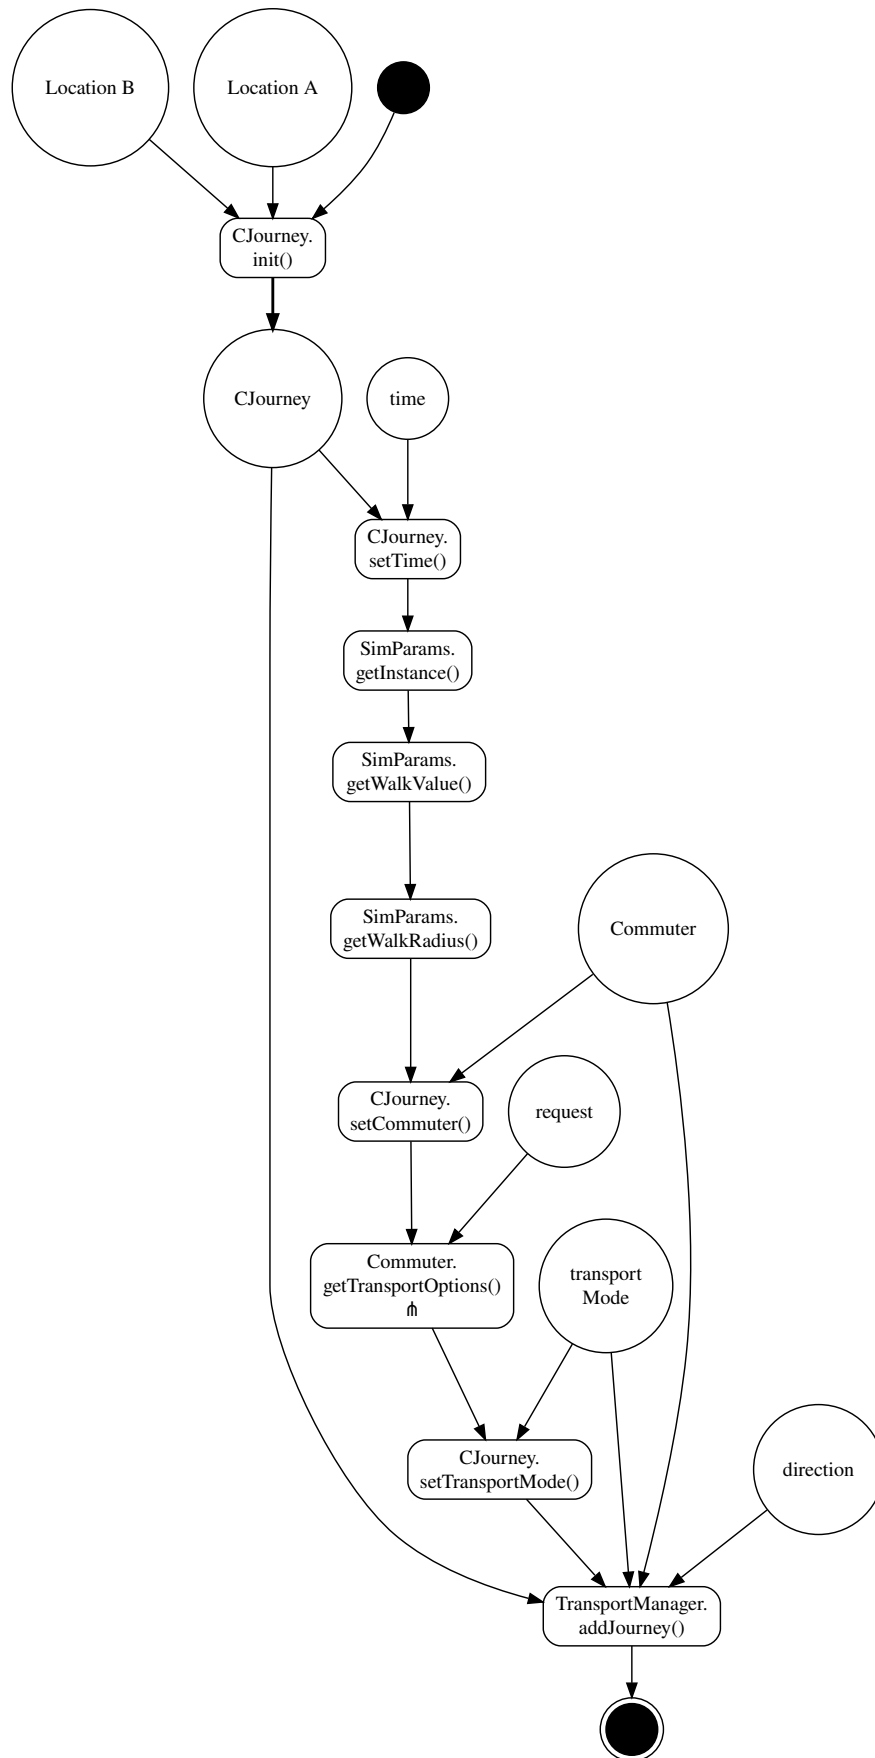 Location B
Location A
CJourney.
init()
CJourney
time
CJourney.
setTime()
SimParams.
getInstance()
SimParams.
getWalkValue()
SimParams.
getWalkRadius()
Commuter
CJourney.
setCommuter()
request
Commuter.
getTransportOptions()
⋔
transport
Mode
CJourney.
setTransportMode()
direction
TransportManager.
addJourney()